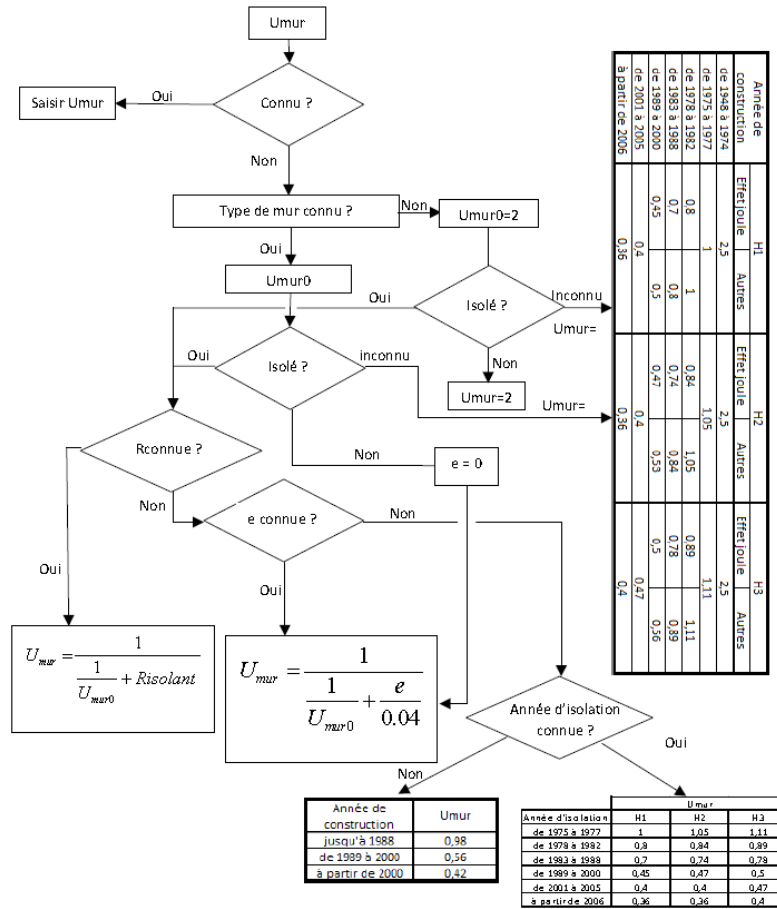 Umur
Connu ?
Oui
Saisir Umur
Non
Type de mur connu ?
Non
Umur0=2
Oui
Umur0
Isolé ?
Oui
Inconnu
Umur=
Non
Umur=2
Isolé ?
Oui
inconnu
Umur=
Non
e = 0
Rconnue ?
Non
Oui
e connue ?
Non
Oui
U_mur = 1 / (1/U_mur0 + Risolant)
U_mur = 1 / (1/U_mur0 + e/0.04)
Année d'isolation
connue ?
Non
Oui
Année de construction H1 H2 H3
Effet joule Autres Effet joule Autres Effet joule Autres
de 1948 à 1974 2,5 2,5 2,5
de 1975 à 1977 1 1,05 1,11
de 1978 à 1982 0,8 1 0,84 1,05 0,89 1,11
de 1983 à 1988 0,7 0,8 0,74 0,84 0,78 0,89
de 1989 à 2000 0,45 0,5 0,47 0,53 0,5 0,56
de 2001 à 2005 0,4 0,4 0,47
à partir de 2006 0,36 0,36 0,4
Année de
construction Umur
jusqu'à 1988 0,98
de 1989 à 2000 0,56
à partir de 2000 0,42
Umur
Année d'isolation H1 H2 H3
de 1975 à 1977 1 1,05 1,11
de 1978 à 1982 0,8 0,84 0,89
de 1983 à 1988 0,7 0,74 0,78
de 1989 à 2000 0,45 0,47 0,5
de 2001 à 2005 0,4 0,4 0,47
à partir de 2006 0,36 0,36 0,4